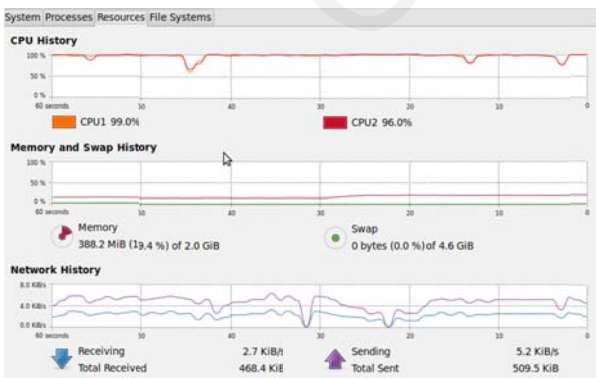 System Processes Resources File Systems
CPU History
100 %
50 %
0 %
60 seconds 50 40 30 20 10 0
CPU1 99.0% CPU2 96.0%
Memory and Swap History
100 %
50 %
0 %
60 seconds 50 40 30 20 10 0
Memory Swap
388.2 MiB (19.4 %) of 2.0 GiB 0 bytes (0.0 %) of 4.6 GiB
Network History
8.0 KiB/s
4.0 KiB/s
0.0 KiB/s
60 seconds 50 40 30 20 10 0
Receiving 2.7 KiB/s Sending 5.2 KiB/s
Total Received 468.4 KiB Total Sent 509.5 KiB